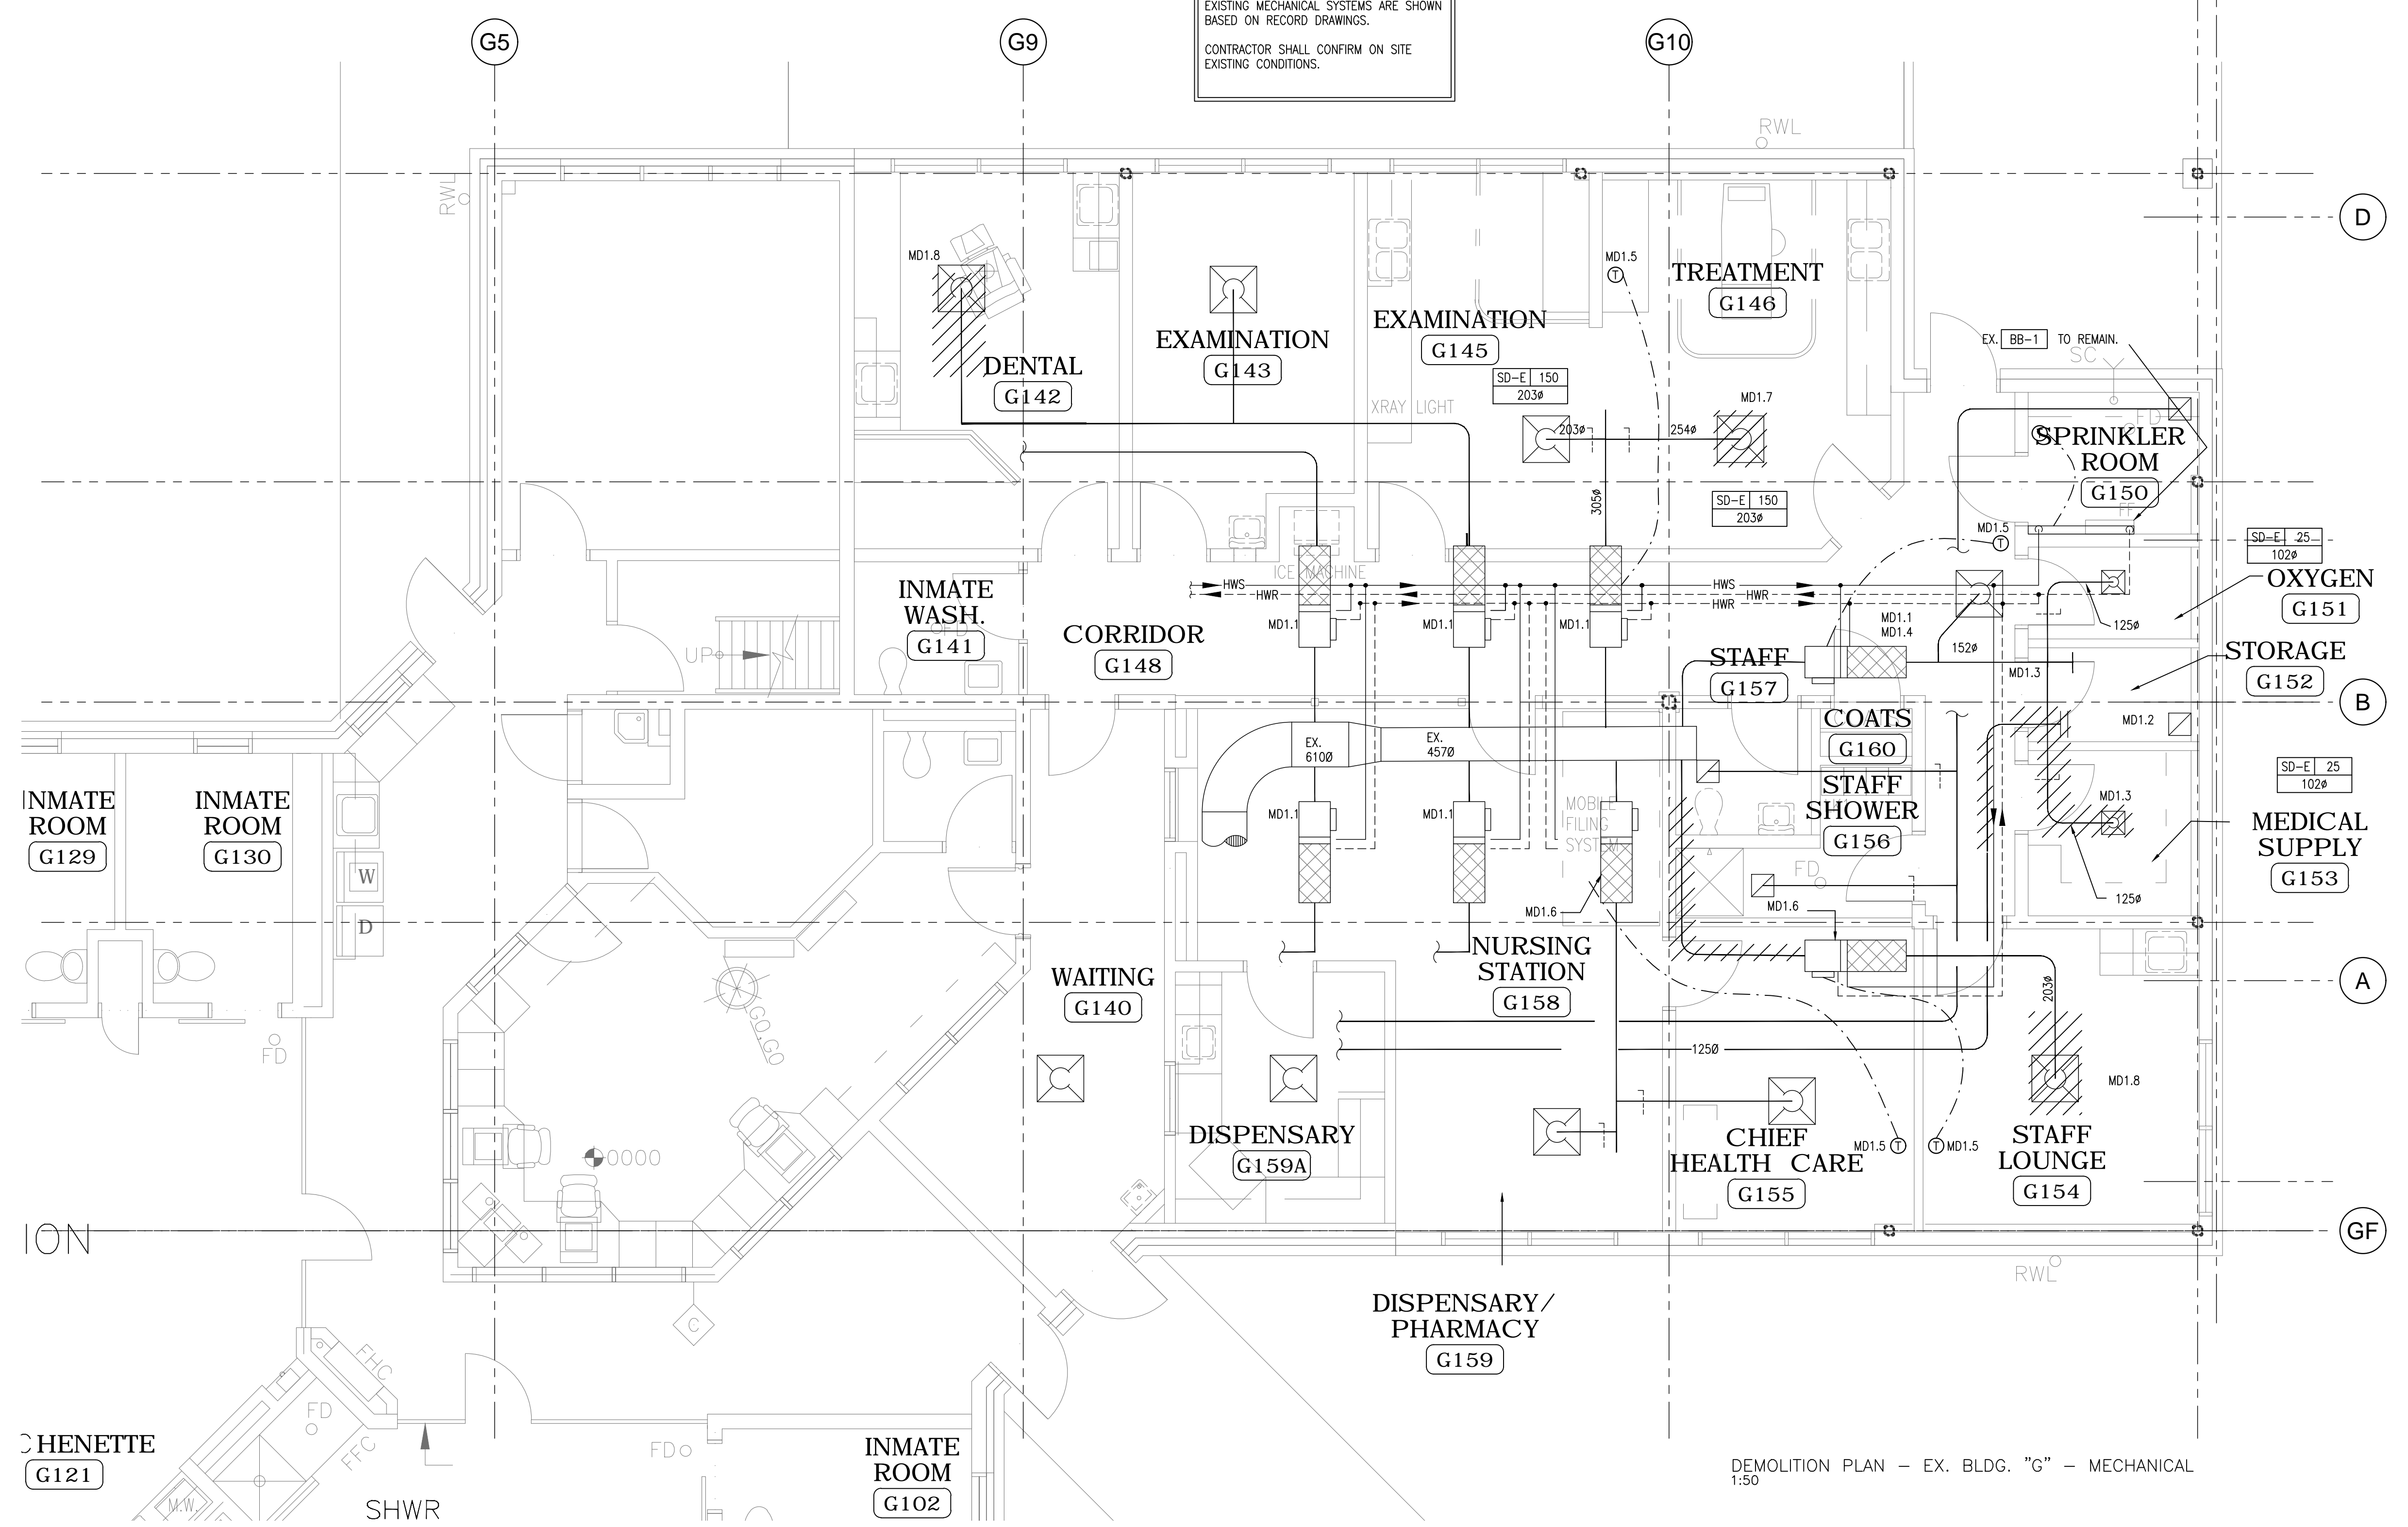 EXISTING MECHANICAL SYSTEMS ARE SHOWN
BASED ON RECORD DRAWINGS.
CONTRACTOR SHALL CONFIRM ON SITE
EXISTING CONDITIONS.
G5
G9
G10
RWL
RWL
D
MD1.8
MD1.5
TREATMENT
G146
EXAMINATION
G143
EXAMINATION
G145
DENTAL
G142
EX. BB-1 TO REMAIN.
SC
SD-E 150
203ø
XRAY LIGHT
MD1.7
203ø
254ø
FD
SPRINKLER
ROOM
G150
305ø
SD-E 150
203ø
FF
MD1.5
T
T
SD-E 25
102ø
ICE MACHINE
HWS
HWR
HWS
HWR
HWR
OXYGEN
G151
INMATE
WASH.
G141
FD
CORRIDOR
G148
MD1.1
MD1.1
MD1.1
MD1.1
MD1.4
125ø
UP
STAFF
G157
152ø
MD1.3
STORAGE
G152
B
COATS
G160
MD1.2
EX.
610Ø
EX.
457Ø
SD-E 25
102ø
STAFF
SHOWER
G156
MD1.3
INMATE
ROOM
G129
INMATE
ROOM
G130
MD1.1
MD1.1
MOBILE
FILING
SYSTEM
MEDICAL
SUPPLY
G153
W
D
FD
125ø
MD1.6
MD1.6
NURSING
STATION
G158
WAITING
G140
A
203ø
GO,GO
FD
125Ø
MD1.8
DISPENSARY
G159A
CHIEF
HEALTH CARE
G155
MD1.5 T
T MD1.5
STAFF
LOUNGE
G154
0000
ION
GF
RWL
DISPENSARY/
PHARMACY
G159
C
FHC
FD
FFC
HENETTE
G121
FD
INMATE
ROOM
G102
M.W.
SHWR
DEMOLITION PLAN - EX. BLDG. "G" - MECHANICAL
1:50